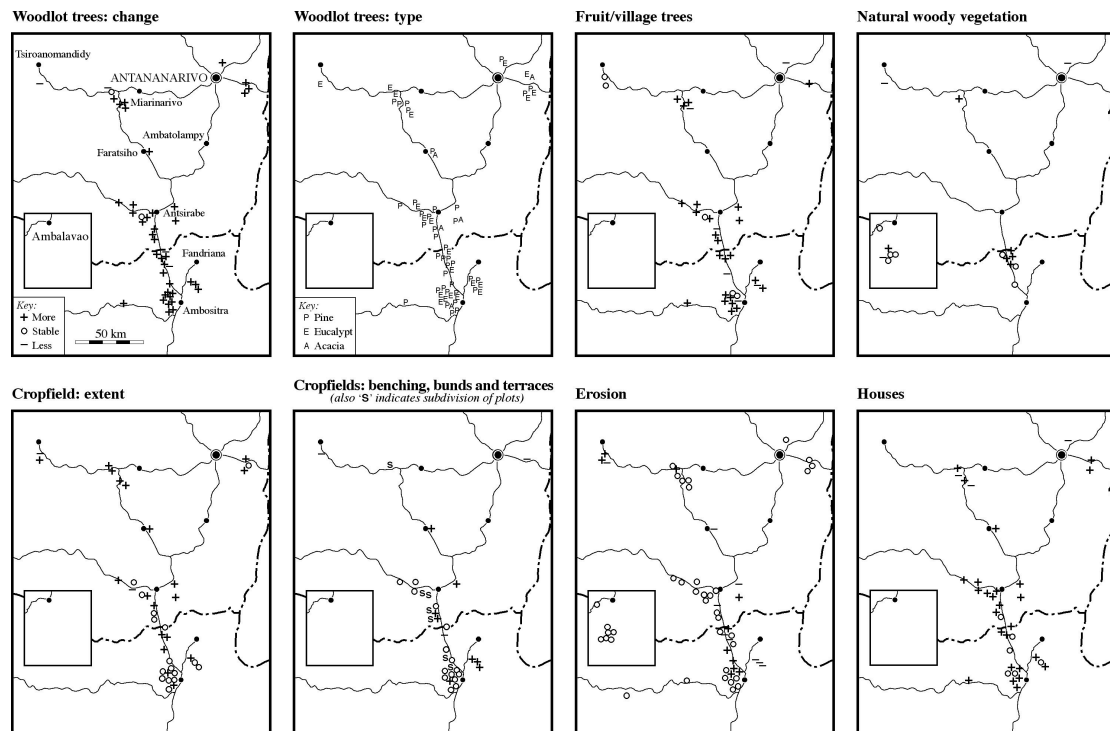 Woodlot trees: change
Tsiroanomandidy
ANTANANARIVO
Miarinarivo
Ambatolampy
Faratsiho
Antsirabe
Ambalavao
Fandriana
Ambositra
Key:
+ More
o Stable
− Less
50 km
Woodlot trees: type
Key:
P Pine
E Eucalypt
A Acacia
Fruit/village trees
Natural woody vegetation
Cropfield: extent
Cropfields: benching, bunds and terraces
(also ‘S’ indicates subdivision of plots)
Erosion
Houses